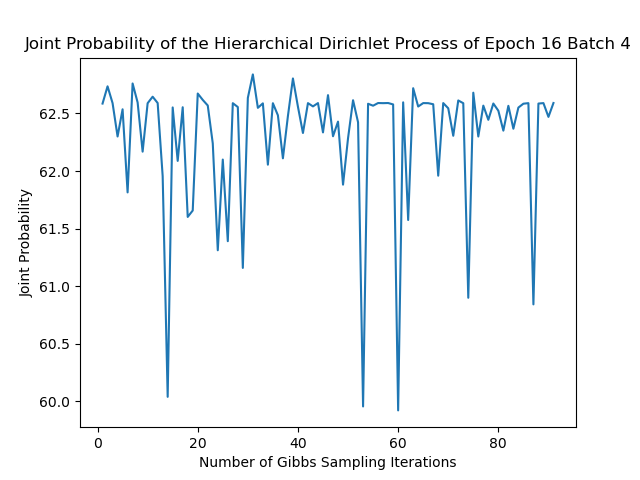 Joint Probability of the Hierarchical Dirichlet Process of Epoch 16 Batch 4
Joint Probability
62.5
62.0
61.5
61.0
60.5
60.0
0 20 40 60 80
Number of Gibbs Sampling Iterations